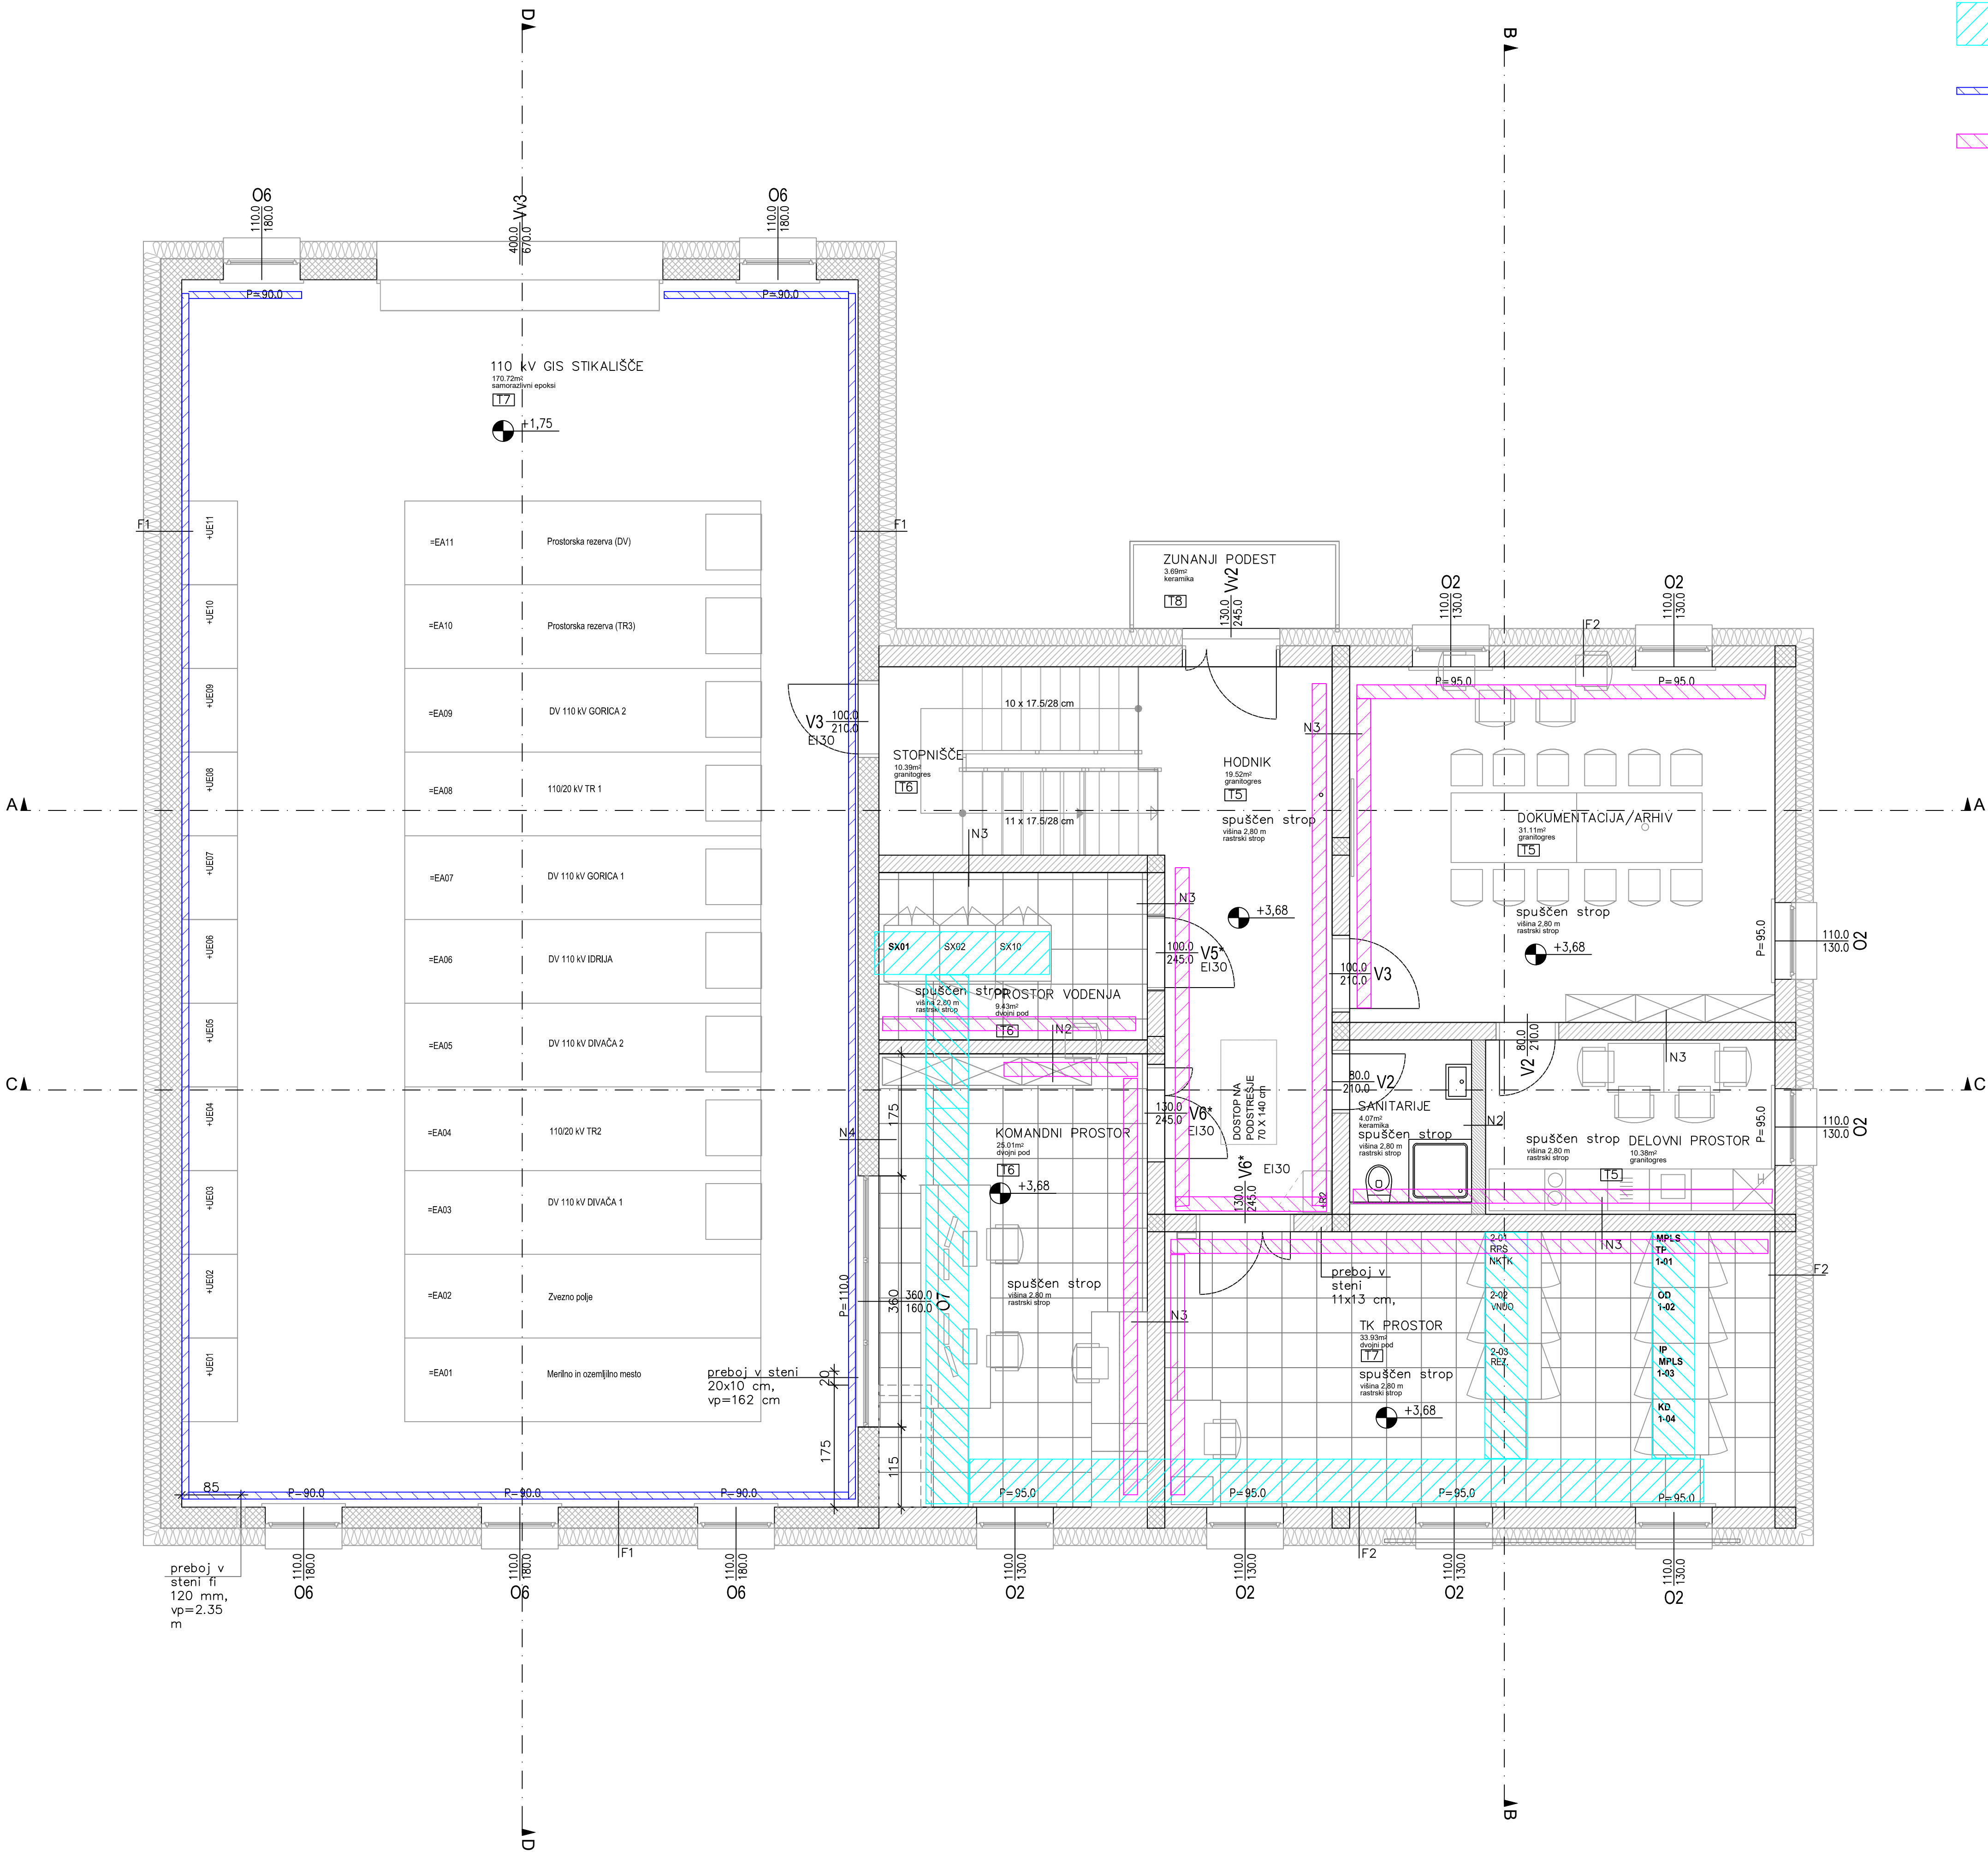 D
B
O6
110.0
180.0
400.0
670.0
Vv3
O6
110.0
180.0
P=90.0
P=90.0
110 kV GIS STIKALIŠČE
170.72m²
samorazlivni epoksi
T7
+1,75
F1
F1
+UE11
=EA11
Prostorska rezerva (DV)
+UE10
=EA10
Prostorska rezerva (TR3)
+UE09
=EA09
DV 110 kV GORICA 2
+UE08
=EA08
110/20 kV TR 1
+UE07
=EA07
DV 110 kV GORICA 1
+UE06
=EA06
DV 110 kV IDRIJA
+UE05
=EA05
DV 110 kV DIVAČA 2
+UE04
=EA04
110/20 kV TR2
+UE03
=EA03
DV 110 kV DIVAČA 1
+UE02
=EA02
Zvezno polje
+UE01
=EA01
Merilno in ozemljilno mesto
ZUNANJI PODEST
3.69m²
keramika
T8
130.0
245.0
Vv2
O2
110.0
130.0
F2
O2
110.0
130.0
P=95.0
P=95.0
V3
100.0
210.0
EI30
10 x 17.5/28 cm
STOPNIŠČE
10.39m²
granitogres
T6
11 x 17.5/28 cm
N3
HODNIK
19.52m²
granitogres
T5
spuščen strop
višina 2,80 m
rastrski strop
+3,68
N3
DOKUMENTACIJA/ARHIV
31.11m²
granitogres
T5
spuščen strop
višina 2,80 m
rastrski strop
+3,68
P=95.0
110.0
130.0
O2
A
A
N3
SX01
SX02
SX10
100.0
245.0
V5*
EI30
100.0
210.0
V3
spuščen strop
višina 2,80 m
rastrski strop
PROSTOR VODENJA
9.43m²
dvojni pod
T6
N2
80.0
210.0
V2
N3
C
C
175
N4
KOMANDNI PROSTOR
25.01m²
dvojni pod
T6
+3,68
130.0
245.0
V6*
EI30
DOSTOP NA
PODSTREŠJE
70 X 140 cm
80.0
210.0
V2
SANITARIJE
4.07m²
keramika
spuščen strop
višina 2,80 m
rastrski strop
N2
spuščen strop
višina 2,80 m
rastrski strop
DELOVNI PROSTOR
10.38m²
granitogres
T5
H
P=95.0
110.0
130.0
O2
130.0
245.0
V6*
EI30
+R2
P=110.0
360
360.0
160.0
O7
spuščen strop
višina 2,80 m
rastrski strop
preboj v
steni
11x13 cm,
2-01
RPS
NKTK
2-02
VNUO
2-03
REZ.
MPLS
TP
1-01
OD
1-02
IP
MPLS
1-03
KD
1-04
N3
F2
N3
TK PROSTOR
33.93m²
dvojni pod
T7
spuščen strop
višina 2,80 m
rastrski strop
+3,68
preboj v steni
20x10 cm,
vp=162 cm
20
175
115
85
P=90.0
P=90.0
P=90.0
P=95.0
P=95.0
P=95.0
P=95.0
preboj v
steni fi
120 mm,
vp=2.35
m
110.0
180.0
O6
110.0
180.0
O6
F1
110.0
180.0
O6
110.0
130.0
O2
110.0
130.0
O2
F2
110.0
130.0
O2
110.0
130.0
O2
D
B